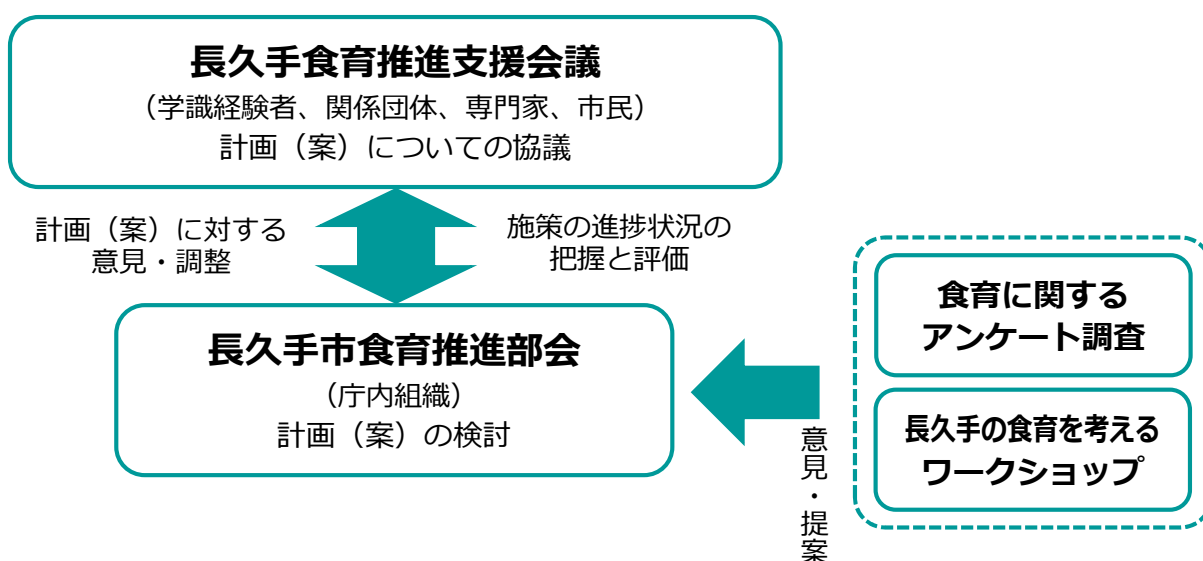 長久手食育推進支援会議
（学識経験者、関係団体、専門家、市民）
計画（案）についての協議
計画（案）に対する
意見・調整
施策の進捗状況の
把握と評価
長久手市食育推進部会
（庁内組織）
計画（案）の検討
意見・提案
食育に関する
アンケート調査
長久手の食育を考える
ワークショップ